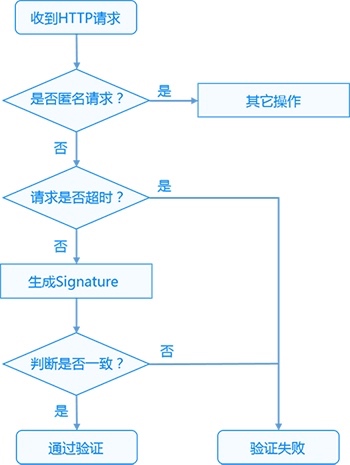 收到HTTP请求
是否匿名请求？
是
其它操作
否
请求是否超时？
是
否
生成Signature
判断是否一致？
否
是
通过验证
验证失败